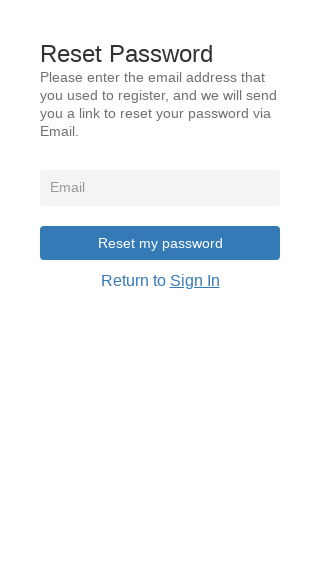 Reset Password
Please enter the email address that
you used to register, and we will send
you a link to reset your password via
Email.
Email
Reset my password
Return to Sign In